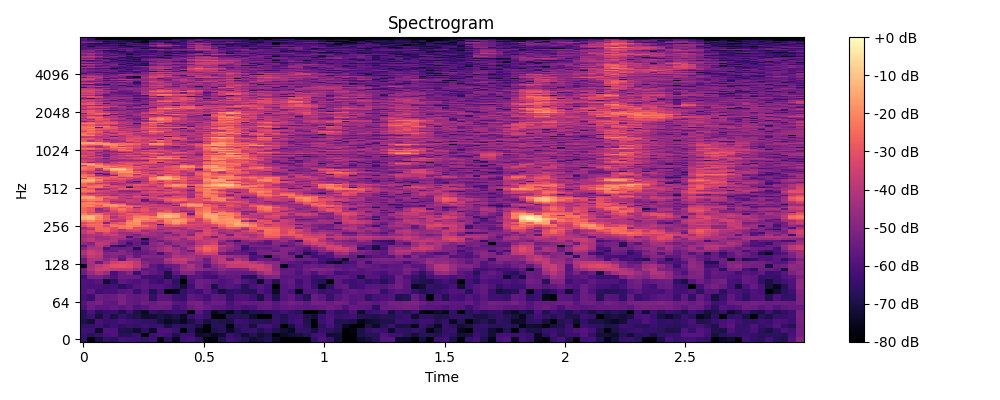 Spectrogram
Hz
4096
2048
1024
512
256
128
64
0
0
0.5
1
1.5
2
2.5
Time
+0 dB
-10 dB
-20 dB
-30 dB
-40 dB
-50 dB
-60 dB
-70 dB
-80 dB